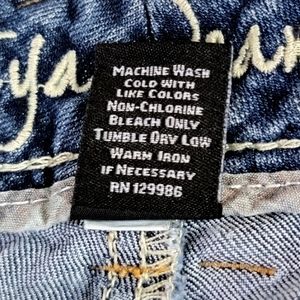 Machine Wash
Cold with
like Colors
Non-Chlorine
Bleach Only
Tumble Dry Low
Warm Iron
if Necessary
RN 129986